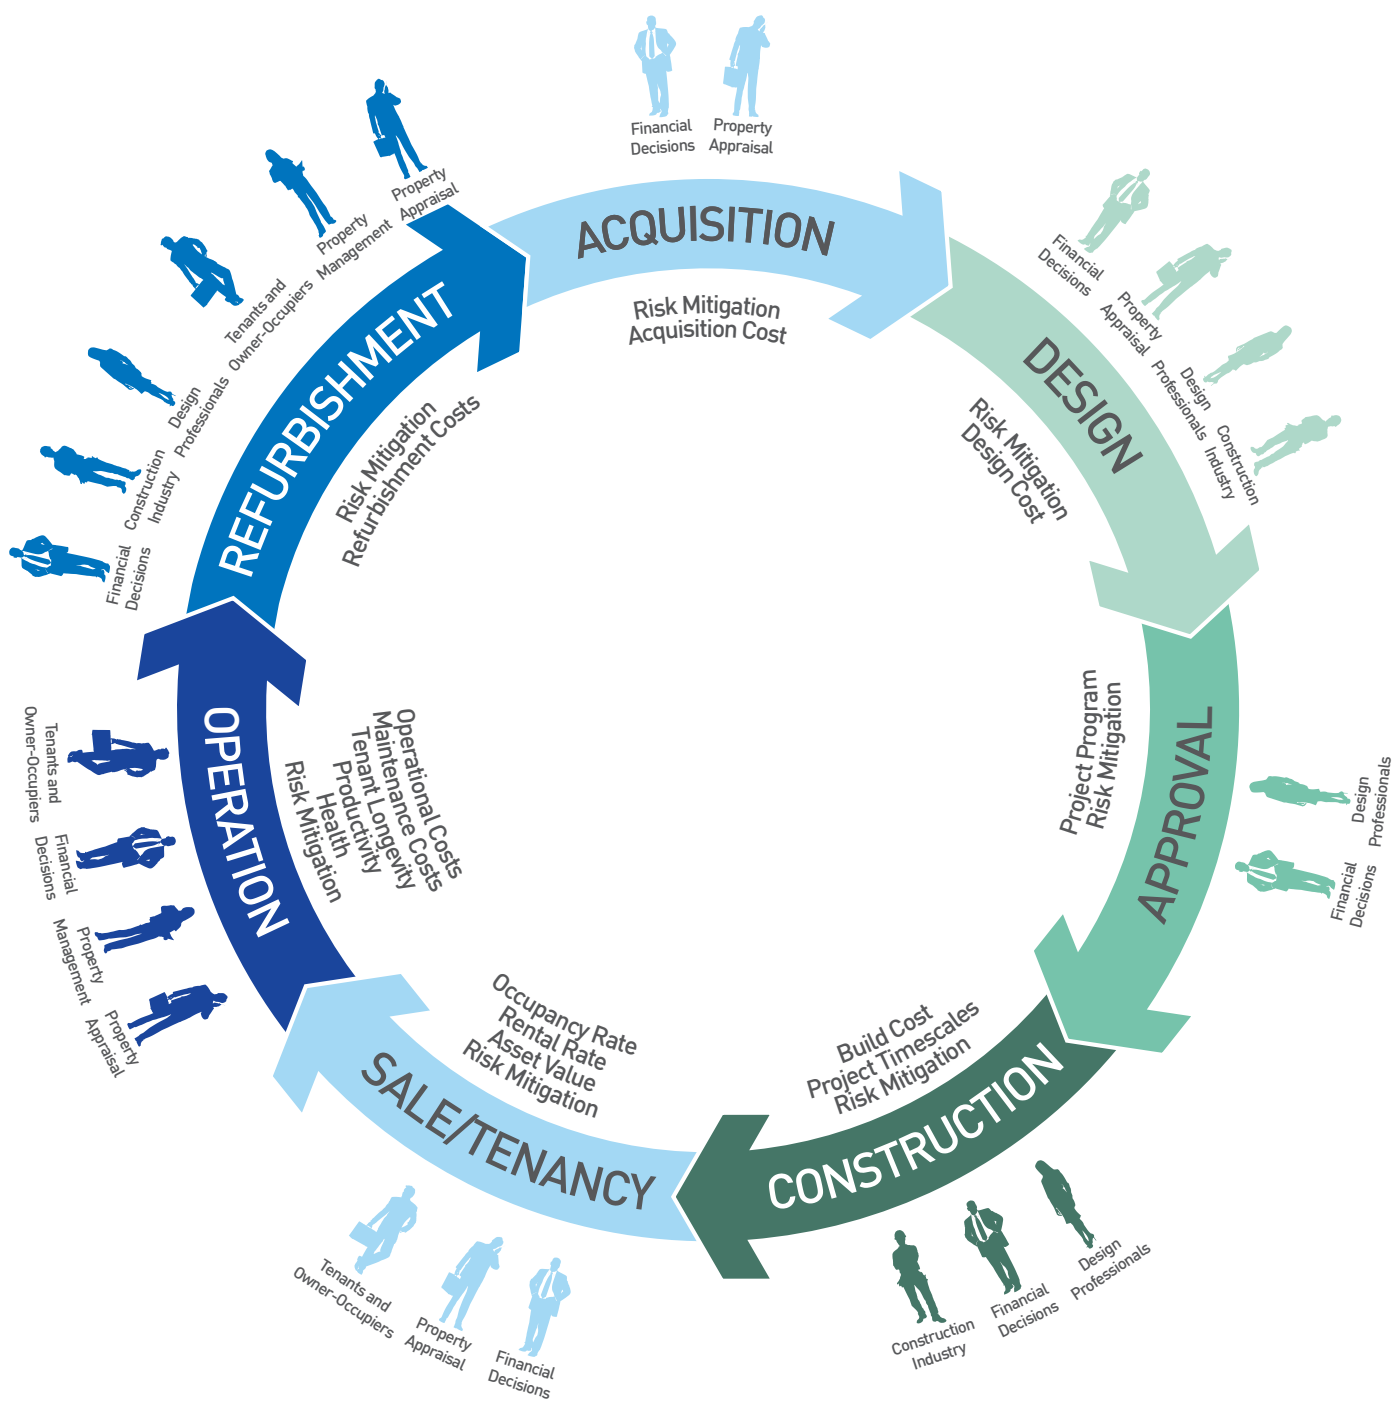 Financial
Decisions
Property
Appraisal
ACQUISITION
Risk Mitigation
Acquisition Cost
Financial
Decisions
Property
Appraisal
Design
Professionals
Construction
Industry
DESIGN
Risk Mitigation
Design Cost
APPROVAL
Project Program
Risk Mitigation
Design
Professionals
Financial
Decisions
CONSTRUCTION
Build Cost
Project Timescales
Risk Mitigation
Design
Professionals
Financial
Decisions
Construction
Industry
SALE/TENANCY
Occupancy Rate
Rental Rate
Asset Value
Risk Mitigation
Tenants and
Owner-Occupiers
Property
Appraisal
Financial
Decisions
OPERATION
Operational Costs
Maintenance Costs
Tenant Longevity
Productivity
Health
Risk Mitigation
Tenants and
Owner-Occupiers
Financial
Decisions
Property
Management
Property
Appraisal
REFURBISHMENT
Risk Mitigation
Refurbishment Costs
Financial
Decisions
Construction
Industry
Design
Professionals
Tenants and
Owner-Occupiers
Property
Management
Property
Appraisal